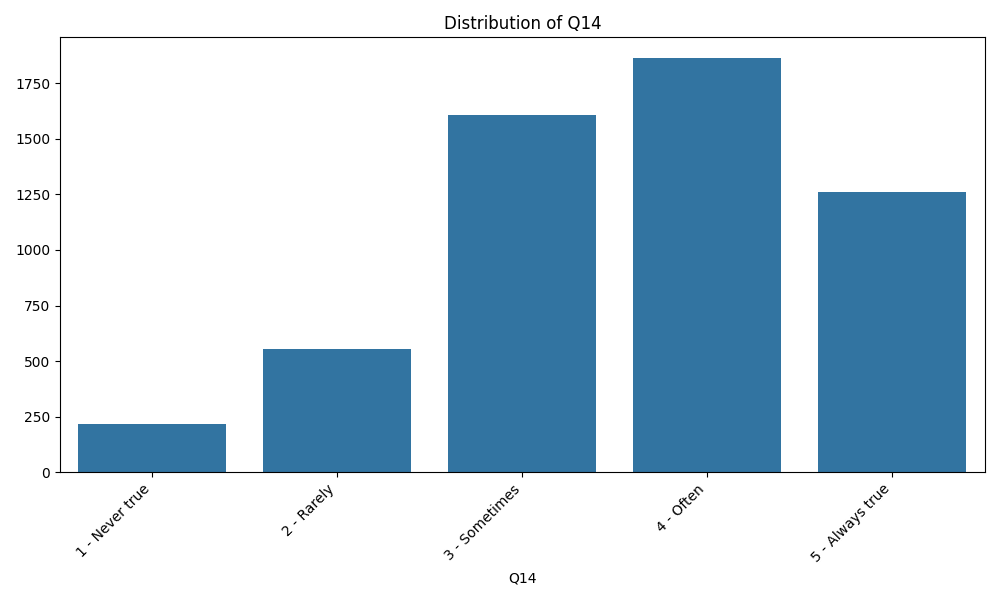 Distribution of Q14
1750
1500
1250
1000
750
500
250
0
1 - Never true
2 - Rarely
3 - Sometimes
4 - Often
5 - Always true
Q14